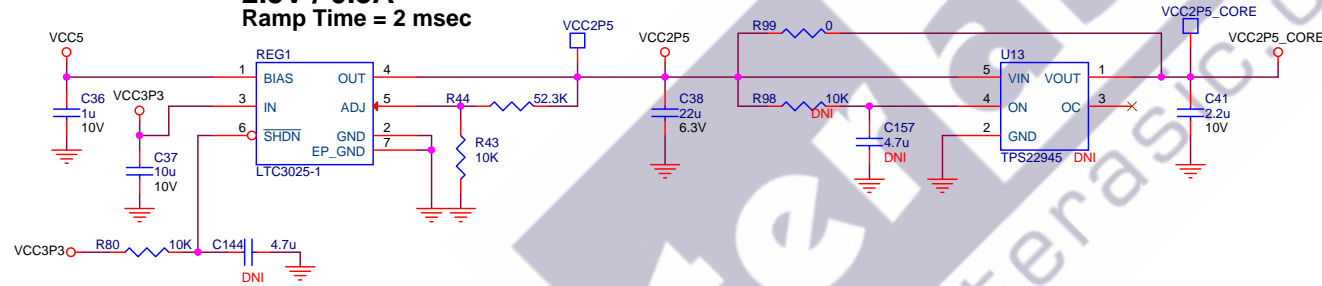 Ramp Time = 2 msec
VCC5
REG1
1 BIAS OUT 4
3 IN ADJ 5
6 SHDN GND 2
EP_GND 7
LTC3025-1
C36
1u
10V
VCC3P3
C37
10u
10V
VCC3P3
R80 10K
C144 4.7u
DNI
R44 52.3K
R43
10K
VCC2P5
VCC2P5
C38
22u
6.3V
R99 0
R98 10K
DNI
C157
4.7u
DNI
U13
5 VIN VOUT 1
4 ON OC 3
2 GND
TPS22945 DNI
VCC2P5_CORE
VCC2P5_CORE
C41
2.2u
10V
terasic.